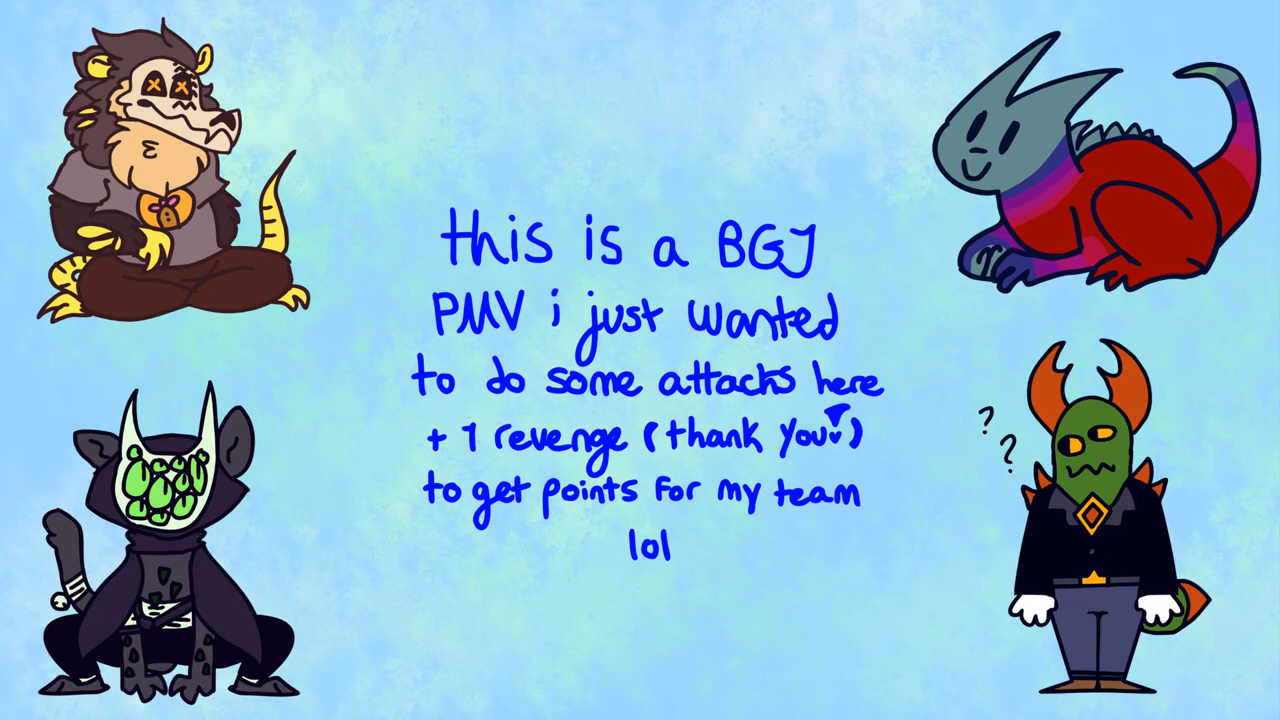 this is a BGJ
PMV i just wanted
to do some attacks here
+ 1 revenge (thank you)
to get points for my team
lol
? 
?